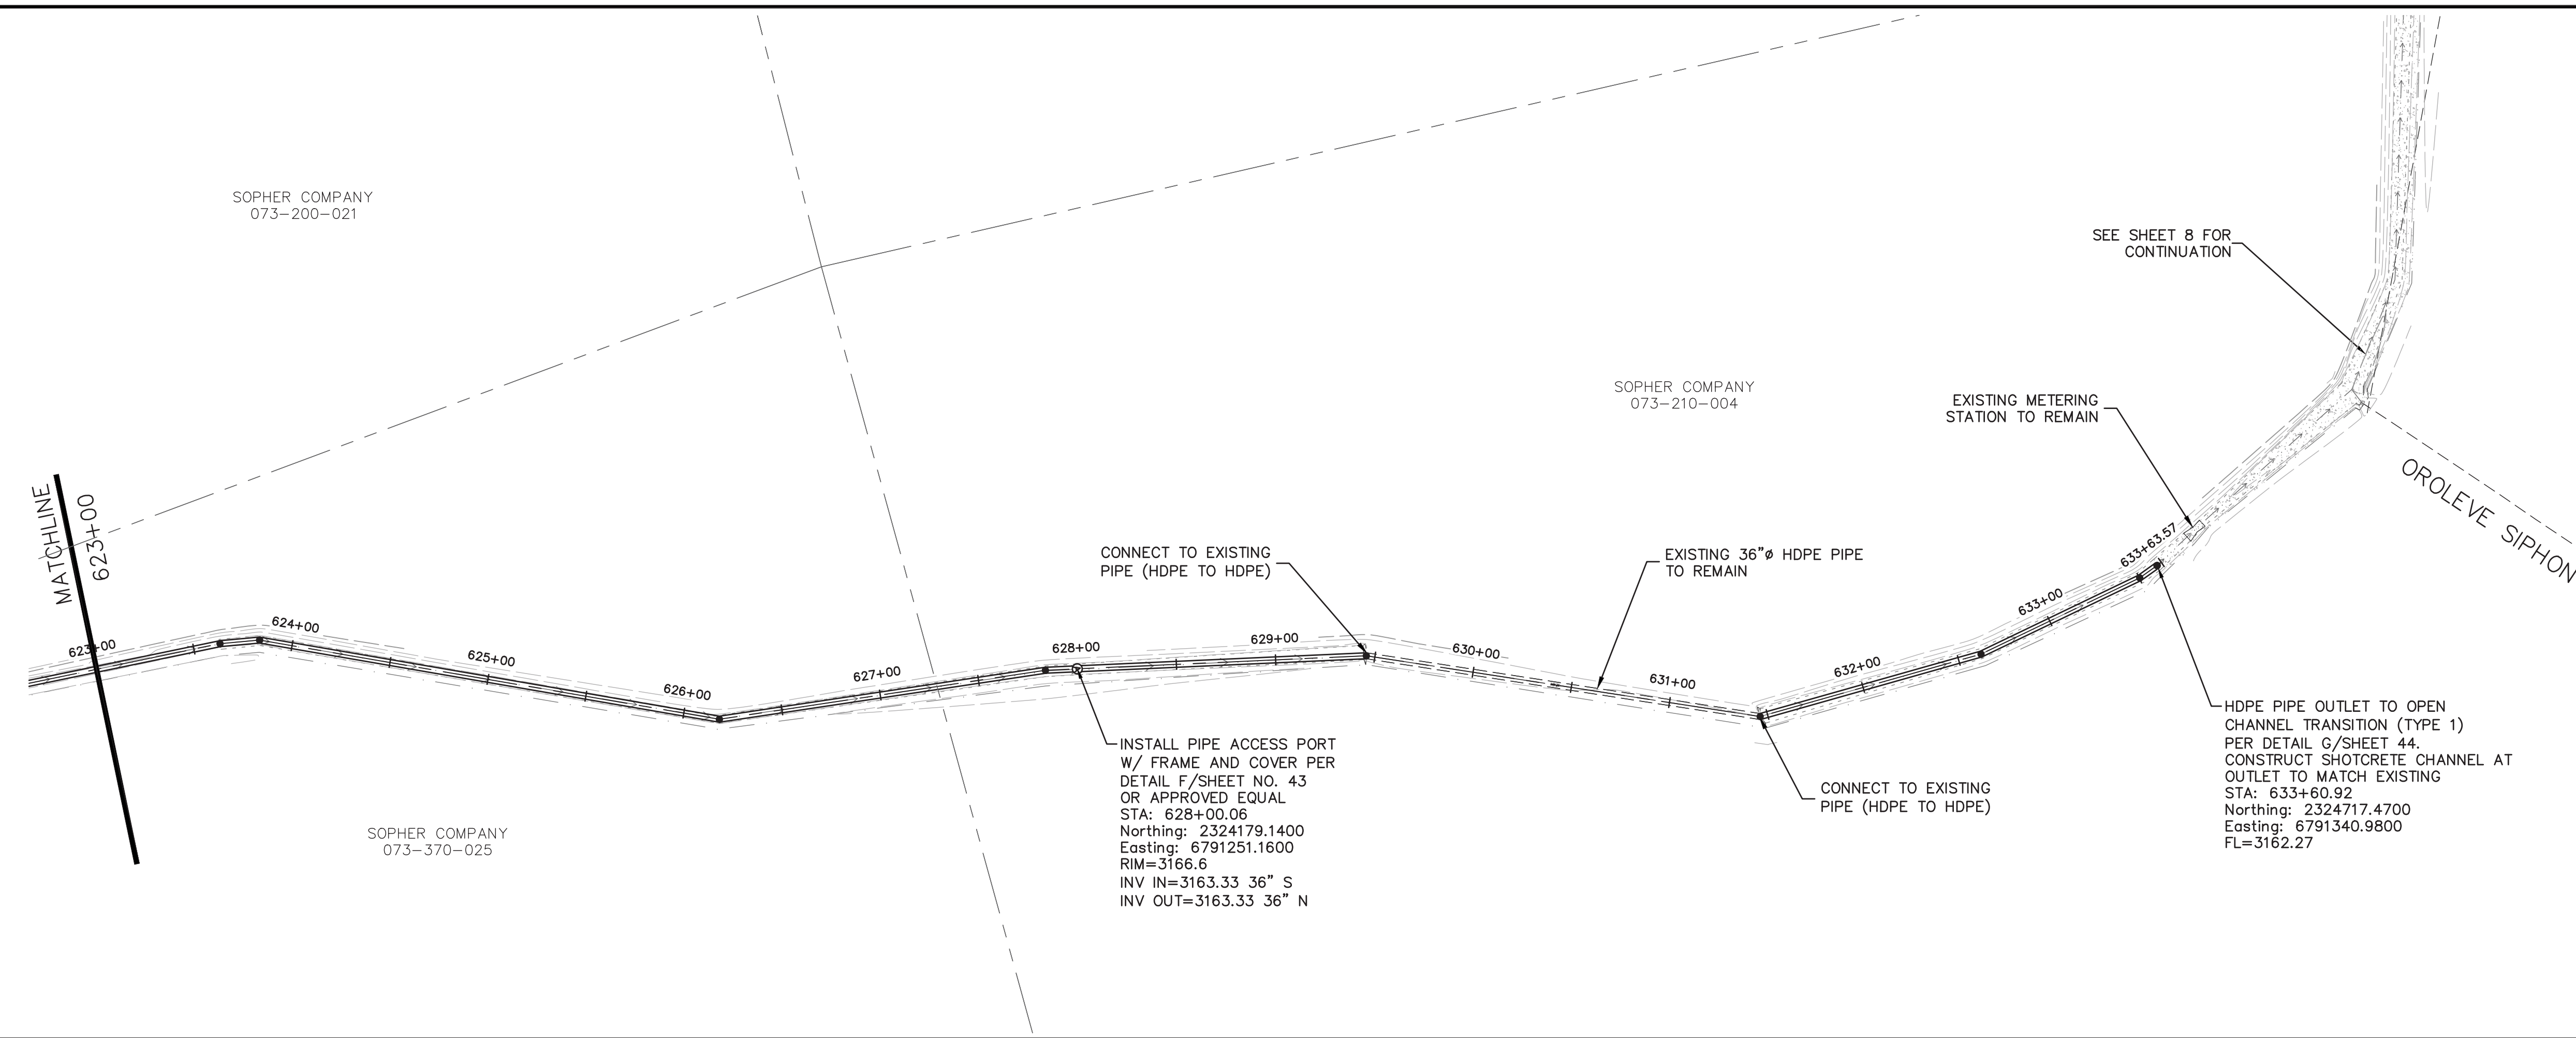 SOPHER COMPANY
073-200-021
SEE SHEET 8 FOR
CONTINUATION
SOPHER COMPANY
073-210-004
EXISTING METERING
STATION TO REMAIN
OROLEVE SIPHON
MATCHLINE
623+00
CONNECT TO EXISTING
PIPE (HDPE TO HDPE)
EXISTING 36"ø HDPE PIPE
TO REMAIN
623+00
624+00
625+00
626+00
627+00
628+00
629+00
630+00
631+00
632+00
633+00
633+63.57
INSTALL PIPE ACCESS PORT
W/ FRAME AND COVER PER
DETAIL F/SHEET NO. 43
OR APPROVED EQUAL
STA: 628+00.06
Northing: 2324179.1400
Easting: 6791251.1600
RIM=3166.6
INV IN=3163.33 36" S
INV OUT=3163.33 36" N
CONNECT TO EXISTING
PIPE (HDPE TO HDPE)
HDPE PIPE OUTLET TO OPEN
CHANNEL TRANSITION (TYPE 1)
PER DETAIL G/SHEET 44.
CONSTRUCT SHOTCRETE CHANNEL AT
OUTLET TO MATCH EXISTING
STA: 633+60.92
Northing: 2324717.4700
Easting: 6791340.9800
FL=3162.27
SOPHER COMPANY
073-370-025